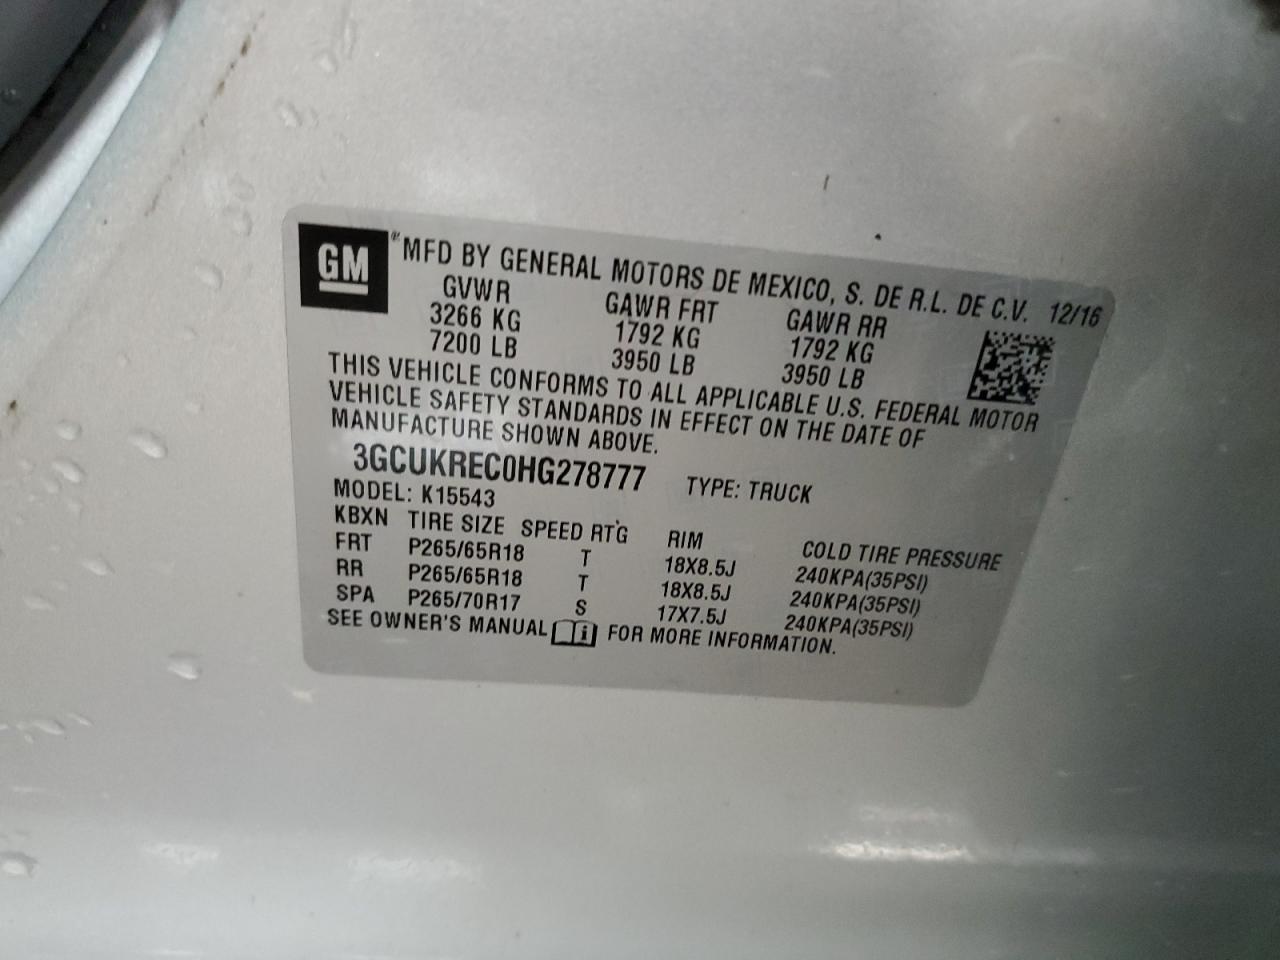 GM ® MFD BY GENERAL MOTORS DE MEXICO, S. DE R.L. DE C.V. 12/16
GVWR GAWR FRT GAWR RR
3266 KG 1792 KG 1792 KG
7200 LB 3950 LB 3950 LB
THIS VEHICLE CONFORMS TO ALL APPLICABLE U.S. FEDERAL MOTOR
VEHICLE SAFETY STANDARDS IN EFFECT ON THE DATE OF
MANUFACTURE SHOWN ABOVE.
3GCUKREC0HG278777 TYPE: TRUCK
MODEL: K15543
KBXN TIRE SIZE SPEED RTG RIM COLD TIRE PRESSURE
FRT P265/65R18 T 18X8.5J 240KPA(35PSI)
RR P265/65R18 T 18X8.5J 240KPA(35PSI)
SPA P265/70R17 S 17X7.5J 240KPA(35PSI)
SEE OWNER'S MANUAL i FOR MORE INFORMATION.